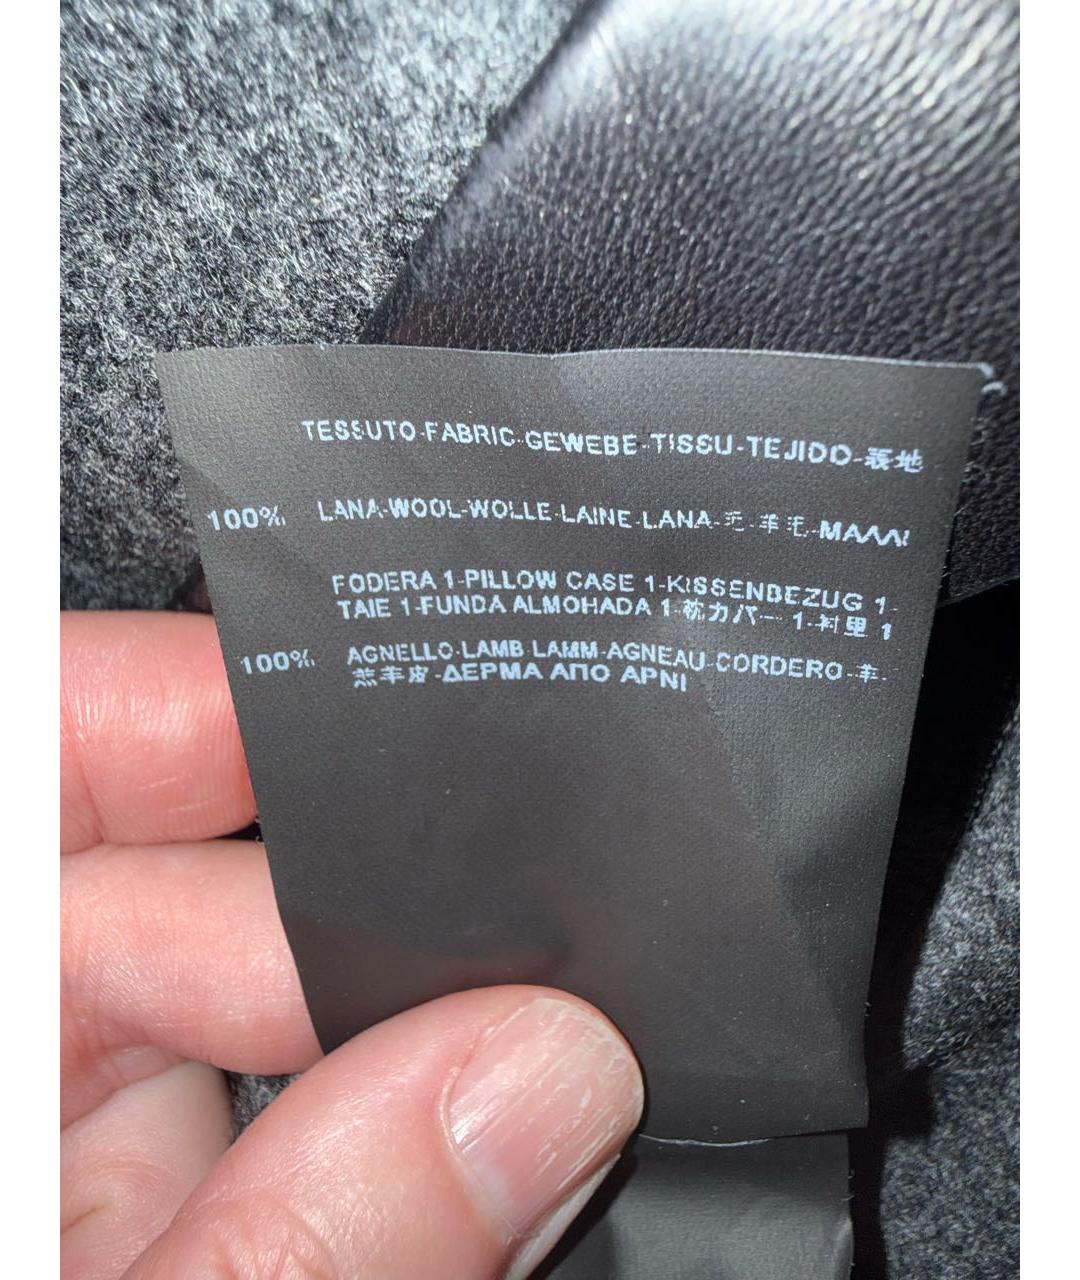 TESSUTO-FABRIC-GEWEBE-TISSU-TEJIDO-表地
100% LANA-WOOL-WOLLE-LAINE-LANA-毛-羊毛-ΜΑΛΛΙ
FODERA 1-PILLOW CASE 1-KISSENBEZUG 1-
TAIE 1-FUNDA ALMOHADA 1-枕カバー 1-衬里 1
100% AGNELLO-LAMB-LAMM-AGNEAU-CORDERO-羊-
羔羊皮-ΔΕΡΜΑ ΑΠΟ ΑΡΝΙ